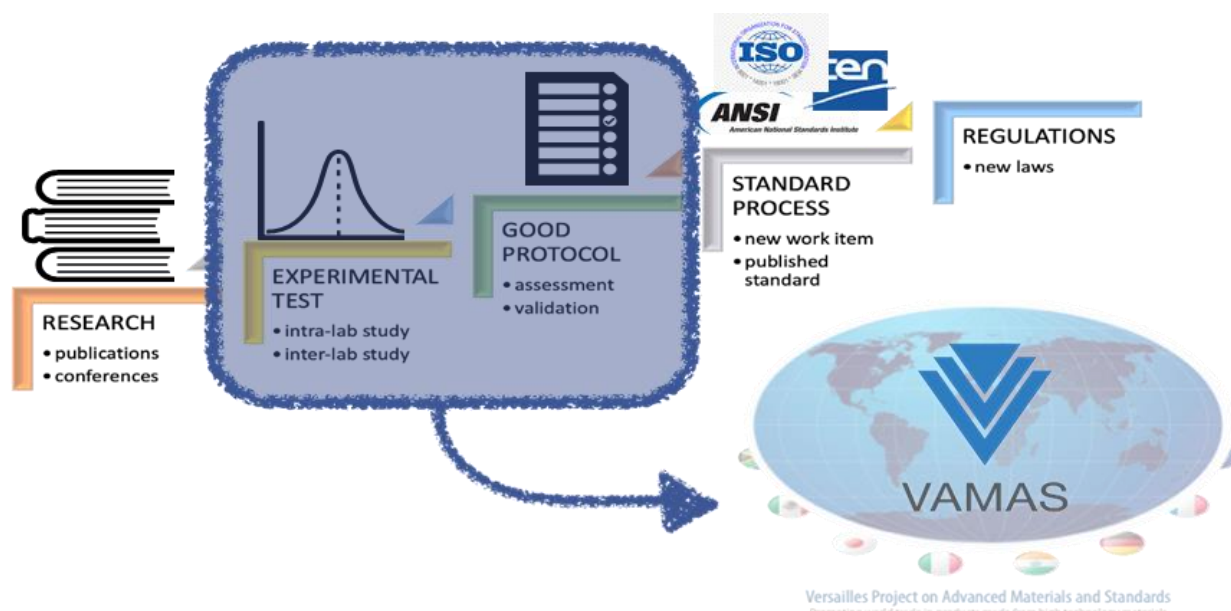 RESEARCH
• publications
• conferences
EXPERIMENTAL
TEST
• intra-lab study
• inter-lab study
GOOD
PROTOCOL
• assessment
• validation
ISO
cen
ANSI
American National Standards Institute
STANDARD
PROCESS
• new work item
• published
standard
REGULATIONS
• new laws
VAMAS
Versailles Project on Advanced Materials and Standards